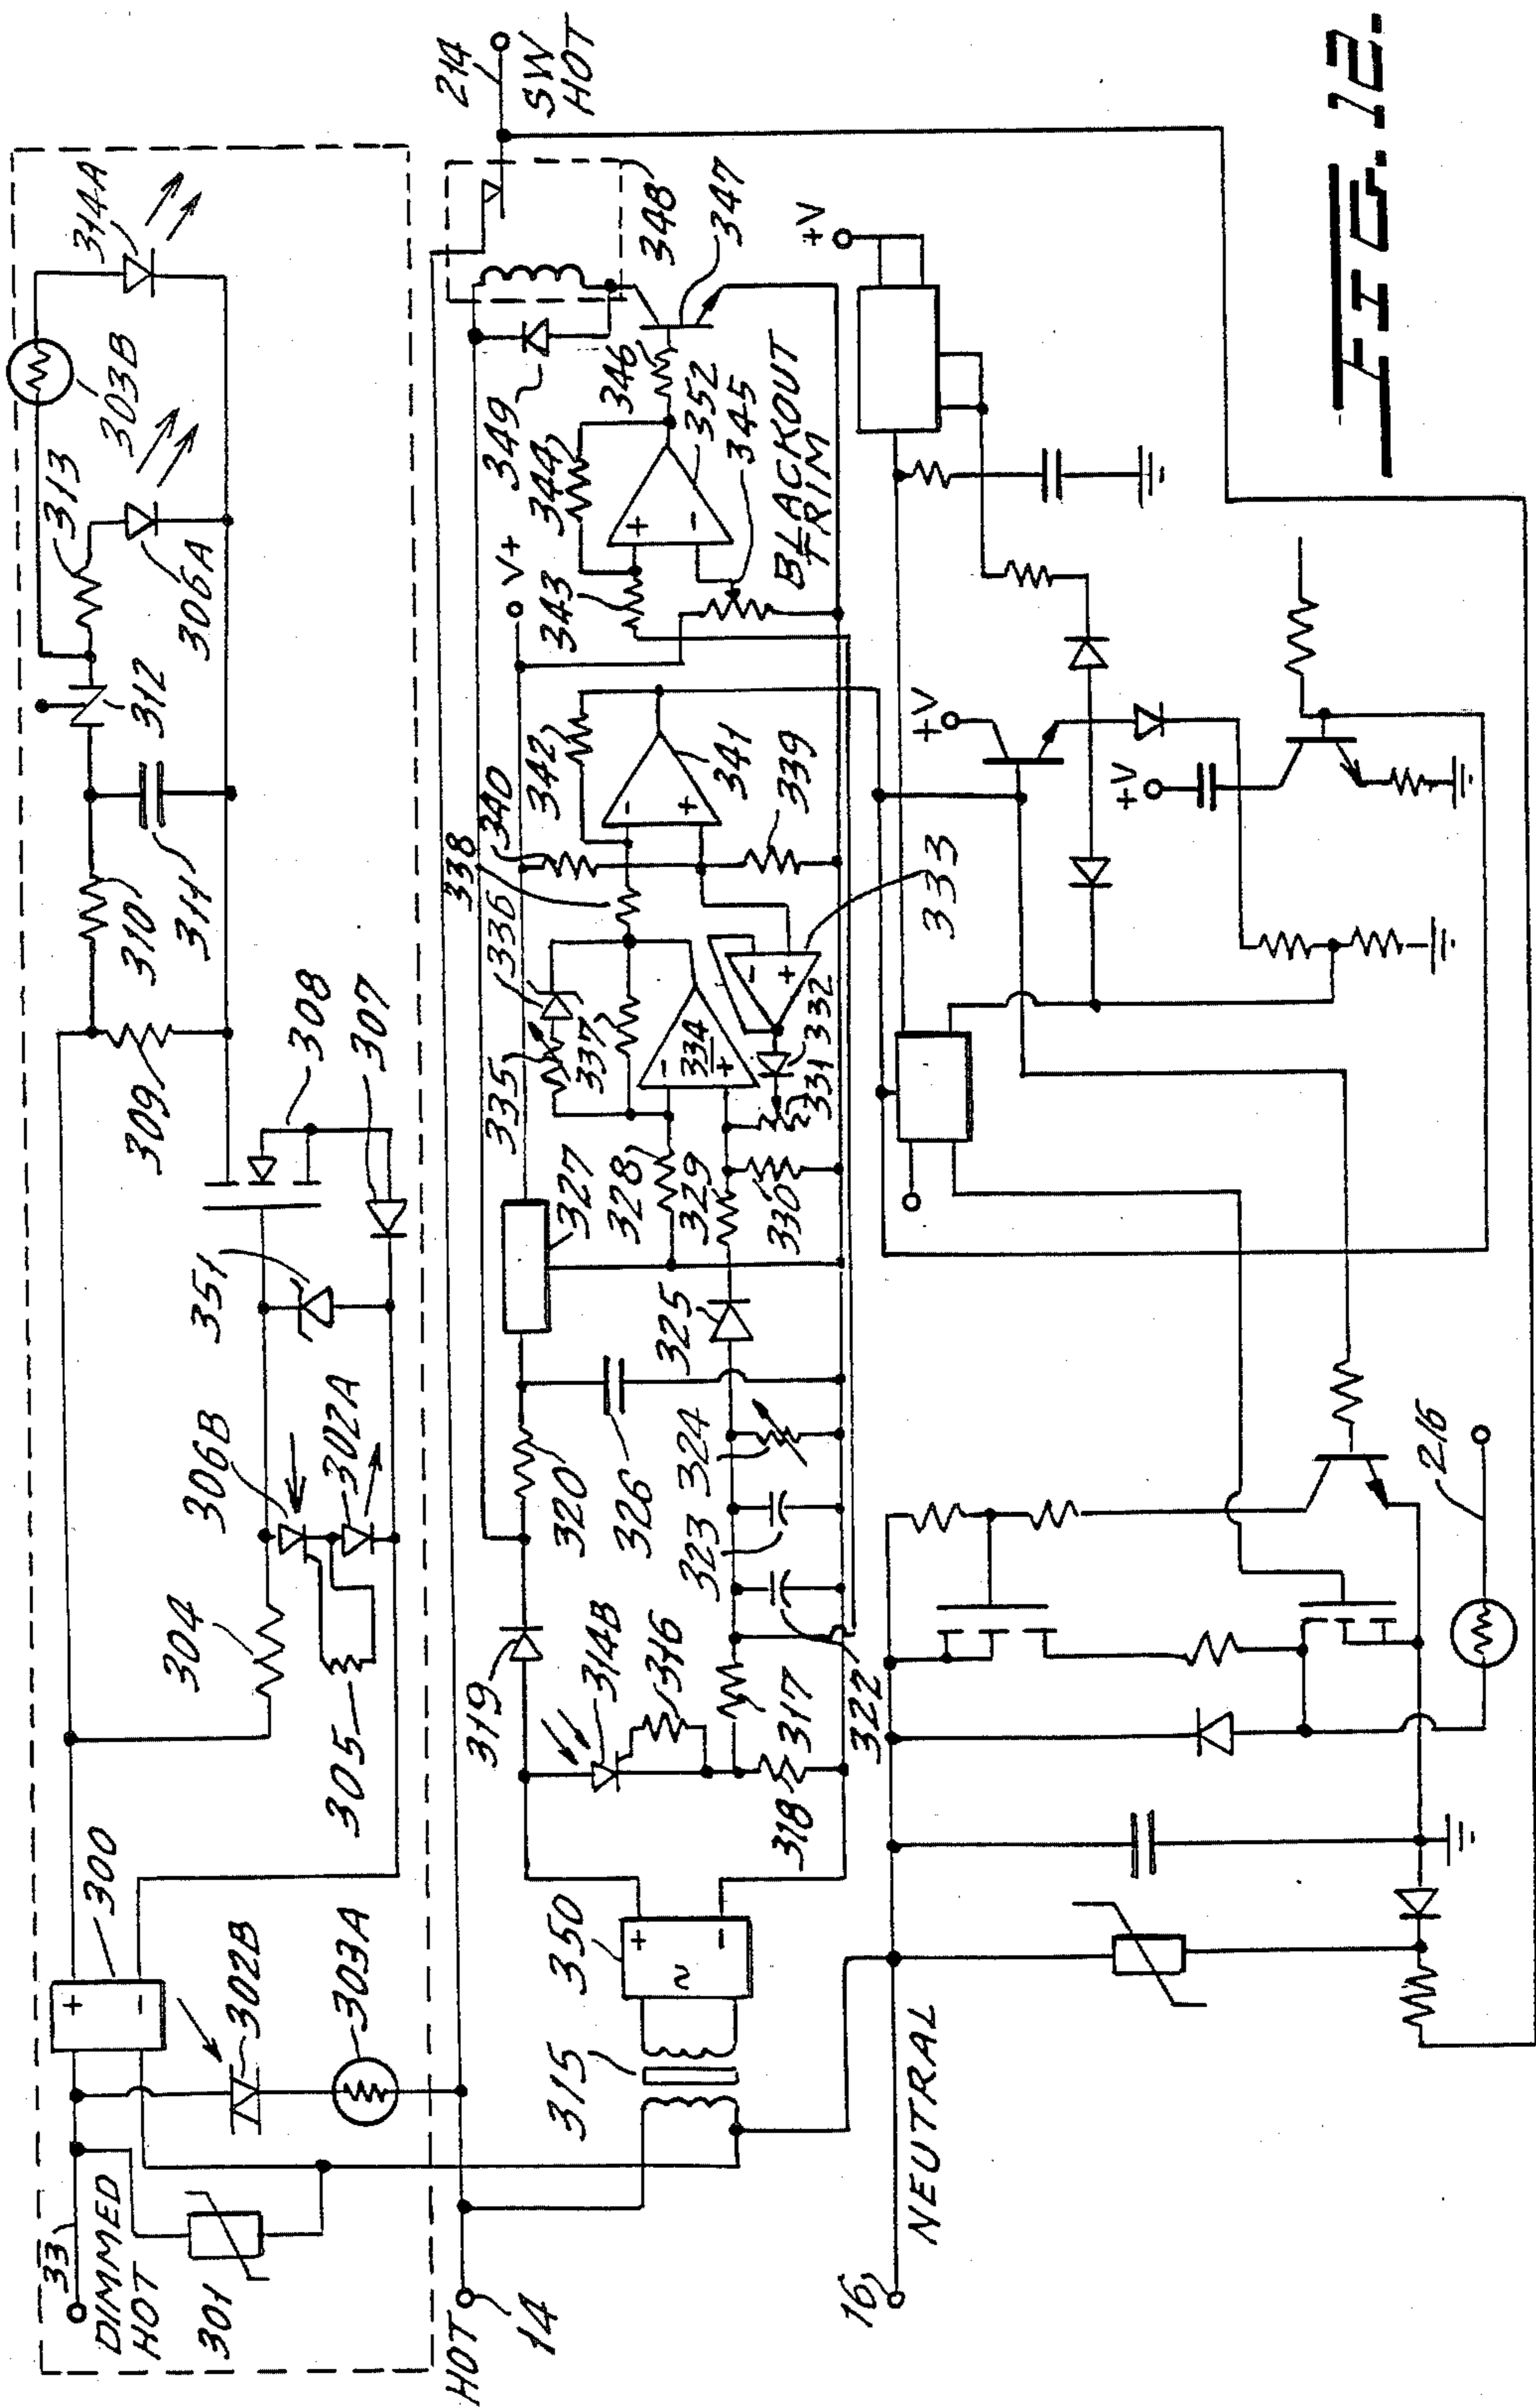 33
DIMMED
HOT
301
300
302B
303A
304
305
306B
302A
351
307
308
309
310
311
312
313
306A
303B
314A
214
SW
HOT
HOT
14
315
350
+
~
-
319
314B
316
317
318
320
322
323
324
325
326
327
328
329
330
331
332
333
334
335
336
337
338
339
340
341
342
343
344
345
346
347
348
349
352
V+
BLACKOUT
TRIM
+V
+V
+V
16
NEUTRAL
216
FIG. 12.